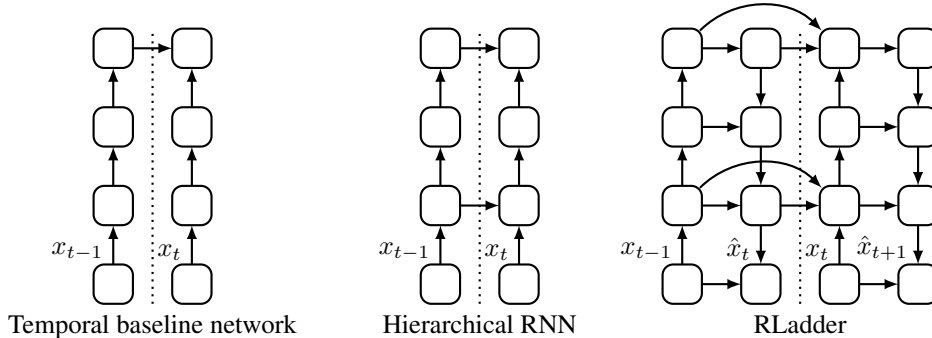 x_{t-1} x_t x_{t-1} x_t x_{t-1} x̂_t x_t x̂_{t+1}
Temporal baseline network Hierarchical RNN RLadder